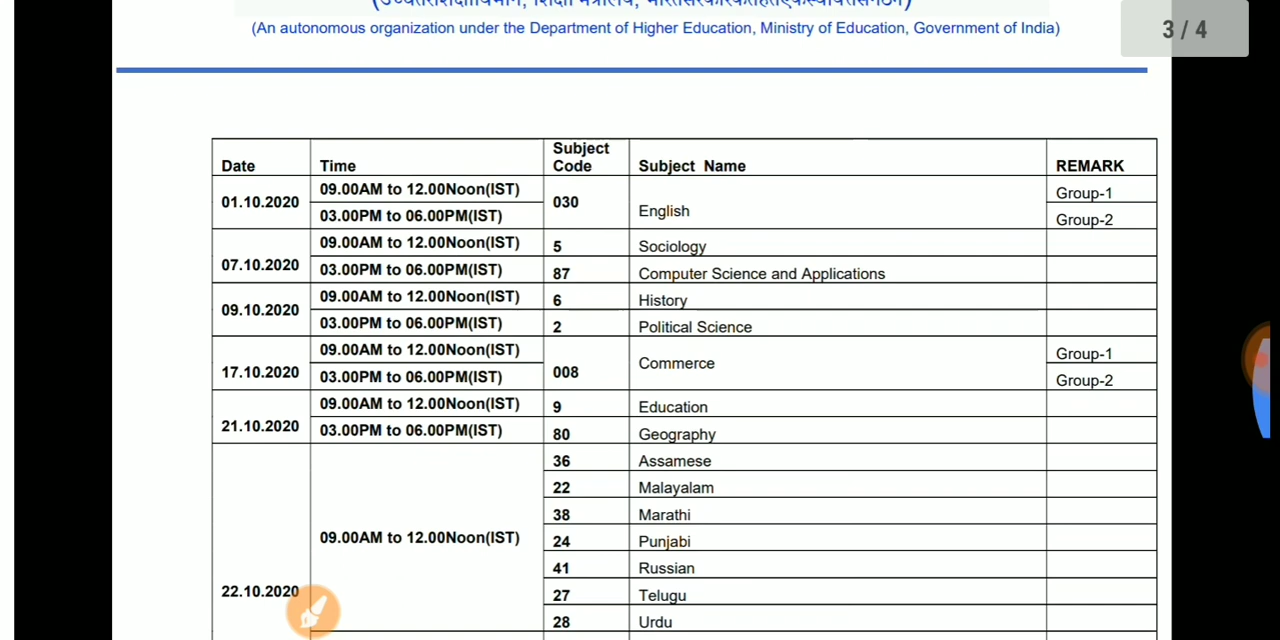 (An autonomous organization under the Department of Higher Education, Ministry of Education, Government of India)
3 / 4
Date Time Subject Code Subject Name REMARK
01.10.2020 09.00AM to 12.00Noon(IST) 030 English Group-1
03.00PM to 06.00PM(IST) Group-2
07.10.2020 09.00AM to 12.00Noon(IST) 5 Sociology
03.00PM to 06.00PM(IST) 87 Computer Science and Applications
09.10.2020 09.00AM to 12.00Noon(IST) 6 History
03.00PM to 06.00PM(IST) 2 Political Science
17.10.2020 09.00AM to 12.00Noon(IST) 008 Commerce Group-1
03.00PM to 06.00PM(IST) Group-2
21.10.2020 09.00AM to 12.00Noon(IST) 9 Education
03.00PM to 06.00PM(IST) 80 Geography
22.10.2020 09.00AM to 12.00Noon(IST) 36 Assamese
22 Malayalam
38 Marathi
24 Punjabi
41 Russian
27 Telugu
28 Urdu